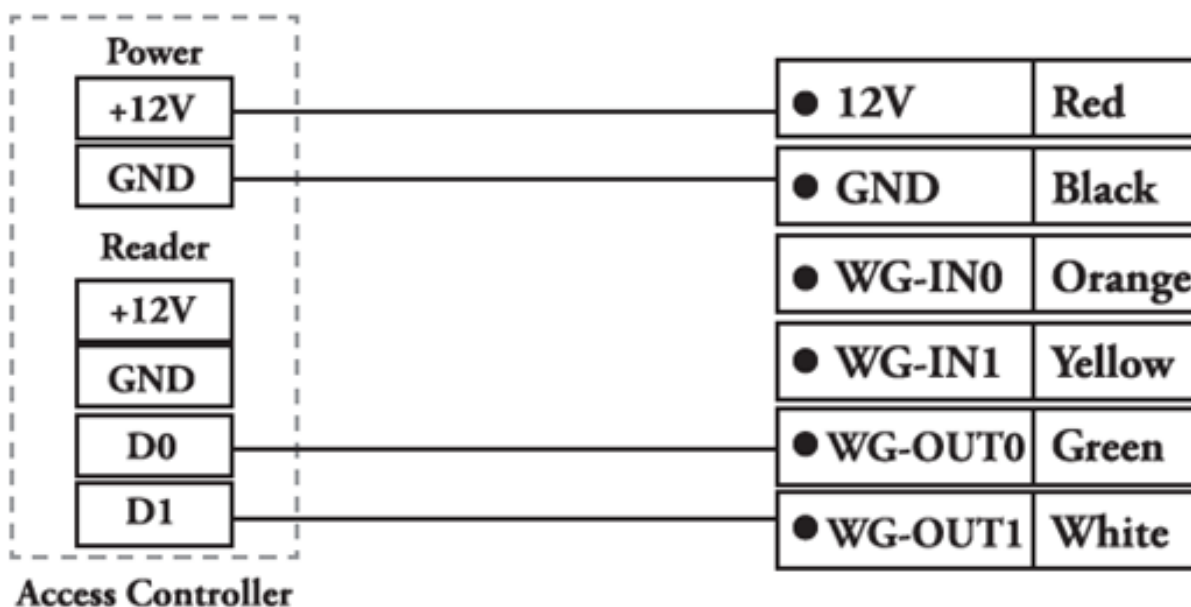 Power
+12V
GND
Reader
+12V
GND
D0
D1
Access Controller
12V Red
GND Black
WG-IN0 Orange
WG-IN1 Yellow
WG-OUT0 Green
WG-OUT1 White